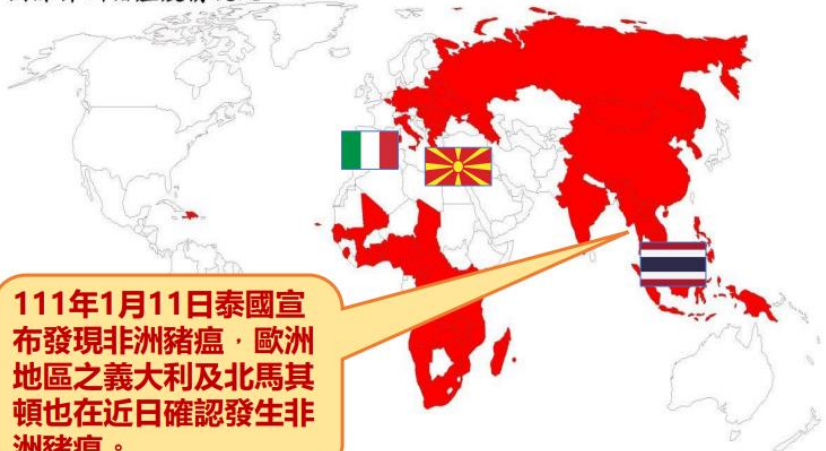 111年1月11日泰國宣
布發現非洲豬瘟，歐洲
地區之義大利及北馬其
頓也在近日確認發生非
洲豬瘟。